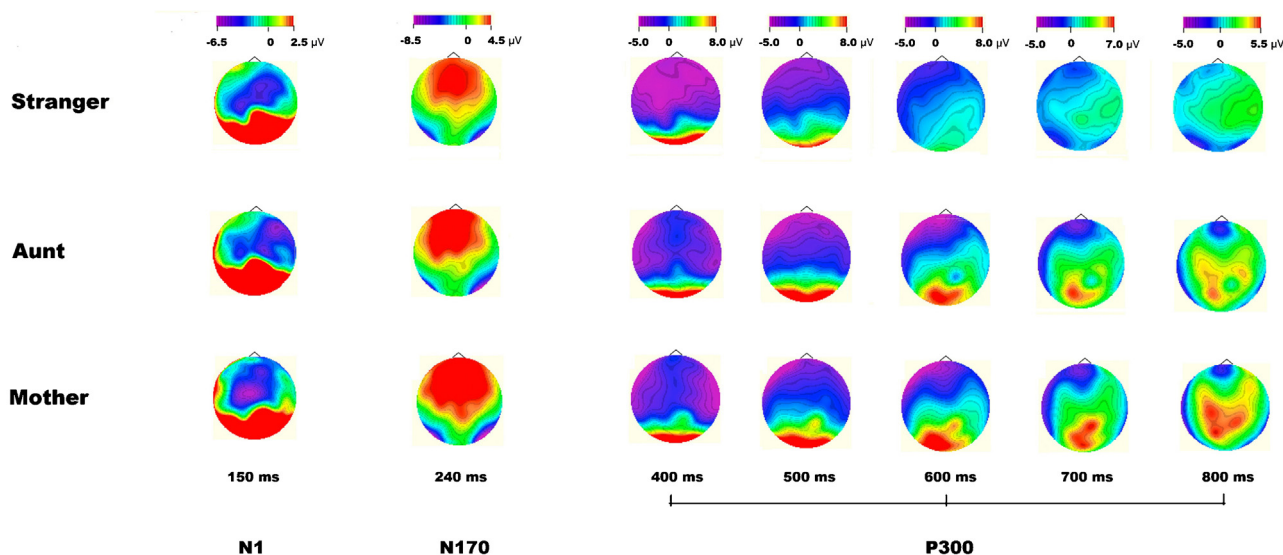 -6.5 0 2.5 µV
-8.5 0 4.5 µV
-5.0 0 8.0 µV
-5.0 0 8.0 µV
-5.0 0 8.0 µV
-5.0 0 7.0 µV
-5.0 0 5.5 µV
Stranger
Aunt
Mother
150 ms
240 ms
400 ms
500 ms
600 ms
700 ms
800 ms
N1
N170
P300